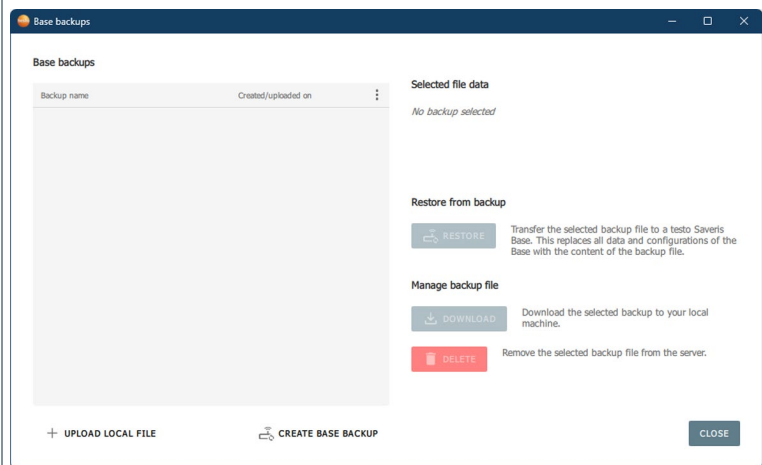 Base backups
Base backups
Backup name
Created/uploaded on
Selected file data
No backup selected
Restore from backup
RESTORE
Transfer the selected backup file to a testo Saveris
Base. This replaces all data and configurations of the
Base with the content of the backup file.
Manage backup file
DOWNLOAD
Download the selected backup to your local
machine.
DELETE
Remove the selected backup file from the server.
UPLOAD LOCAL FILE
CREATE BASE BACKUP
CLOSE